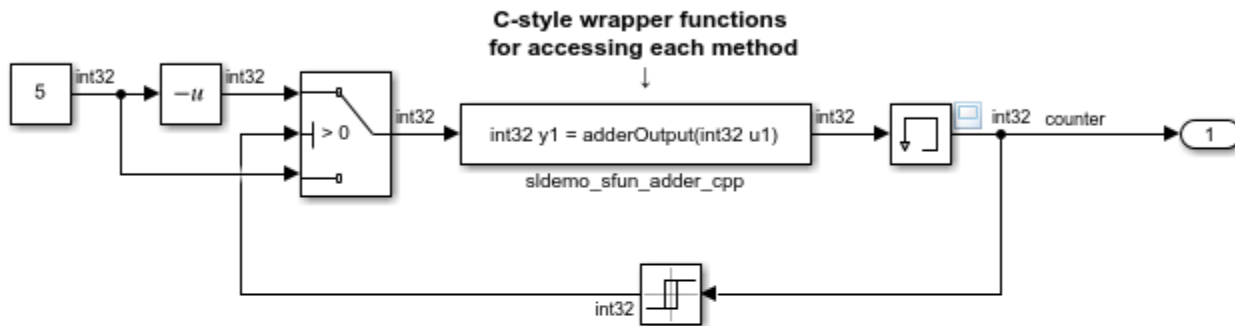 C-style wrapper functions
for accessing each method
↓
5
int32
−u
int32
> 0
int32
int32 y1 = adderOutput(int32 u1)
sldemo_sfun_adder_cpp
int32
int32
counter
1
int32